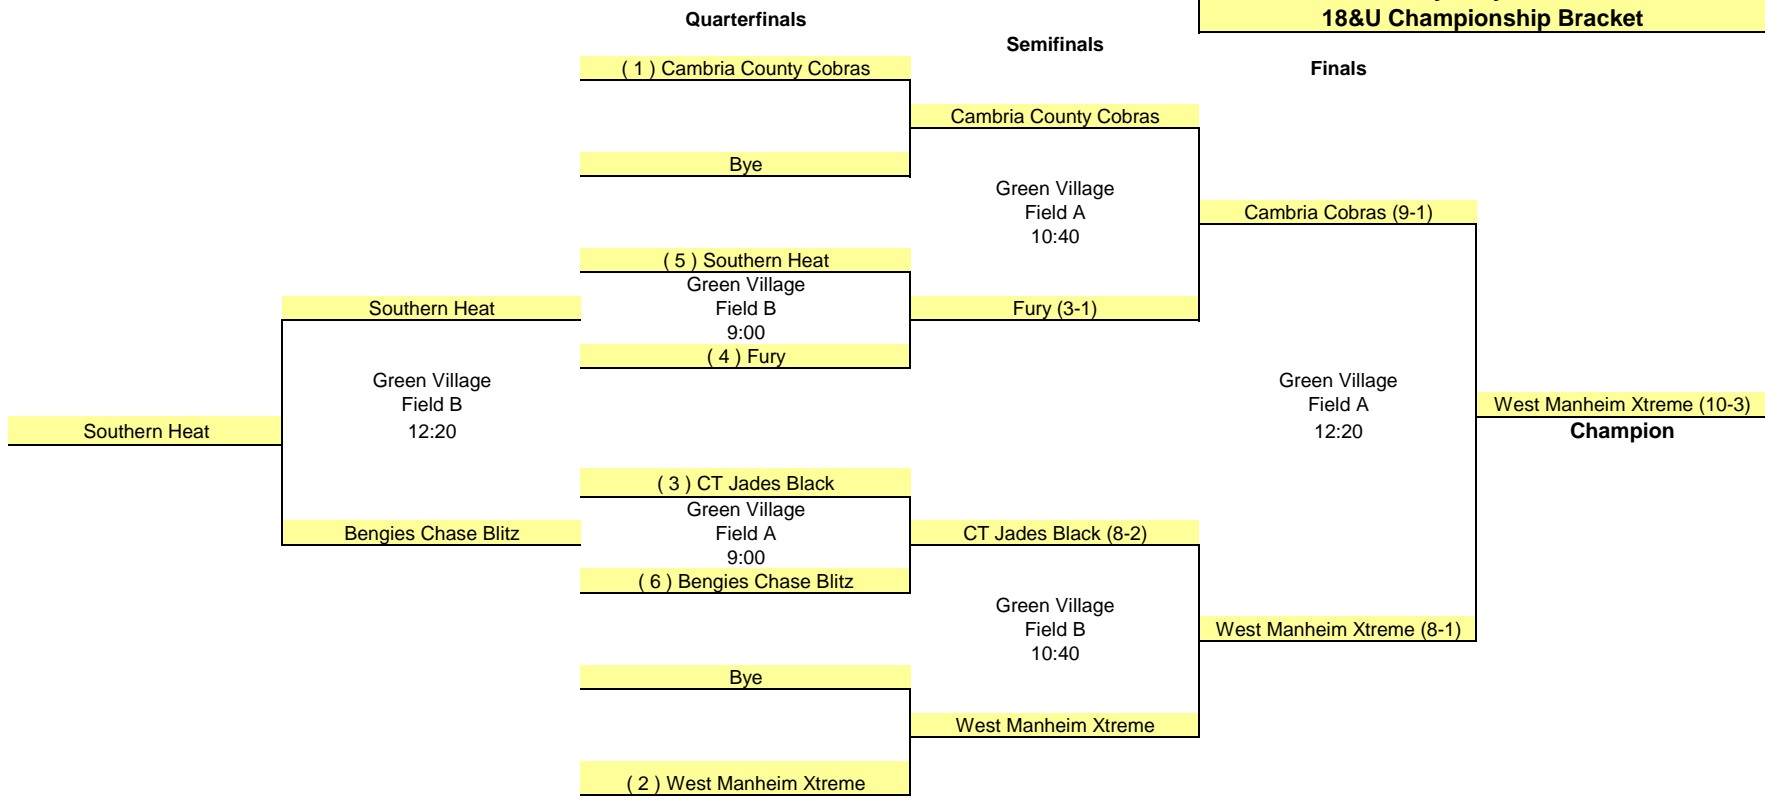 18&U Championship Bracket
Quarterfinals
Semifinals
Finals
( 1 ) Cambria County Cobras
Cambria County Cobras
Bye
Green Village
Field A
10:40
Cambria Cobras (9-1)
( 5 ) Southern Heat
Green Village
Field B
9:00
( 4 ) Fury
Southern Heat
Fury (3-1)
Green Village
Field B
12:20
Southern Heat
Green Village
Field A
12:20
West Manheim Xtreme (10-3)
Champion
( 3 ) CT Jades Black
Green Village
Field A
9:00
( 6 ) Bengies Chase Blitz
Bengies Chase Blitz
CT Jades Black (8-2)
Green Village
Field B
10:40
West Manheim Xtreme (8-1)
Bye
West Manheim Xtreme
( 2 ) West Manheim Xtreme